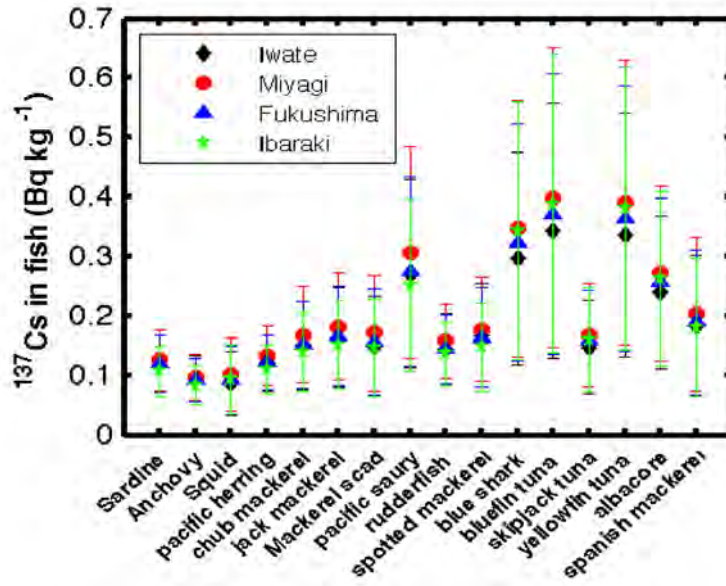 0.7
0.6
0.5
0.4
0.3
0.2
0.1
0
137Cs in fish (Bq kg -1)
Iwate
Miyagi
Fukushima
Ibaraki
Sardine
Anchovy
Squid
pacific herring
chub mackerel
jack mackerel
Mackerel scad
pacific saury
rudderfish
spotted mackerel
blue shark
bluefin tuna
skipjack tuna
yellowfin tuna
albacore
spanish mackerel